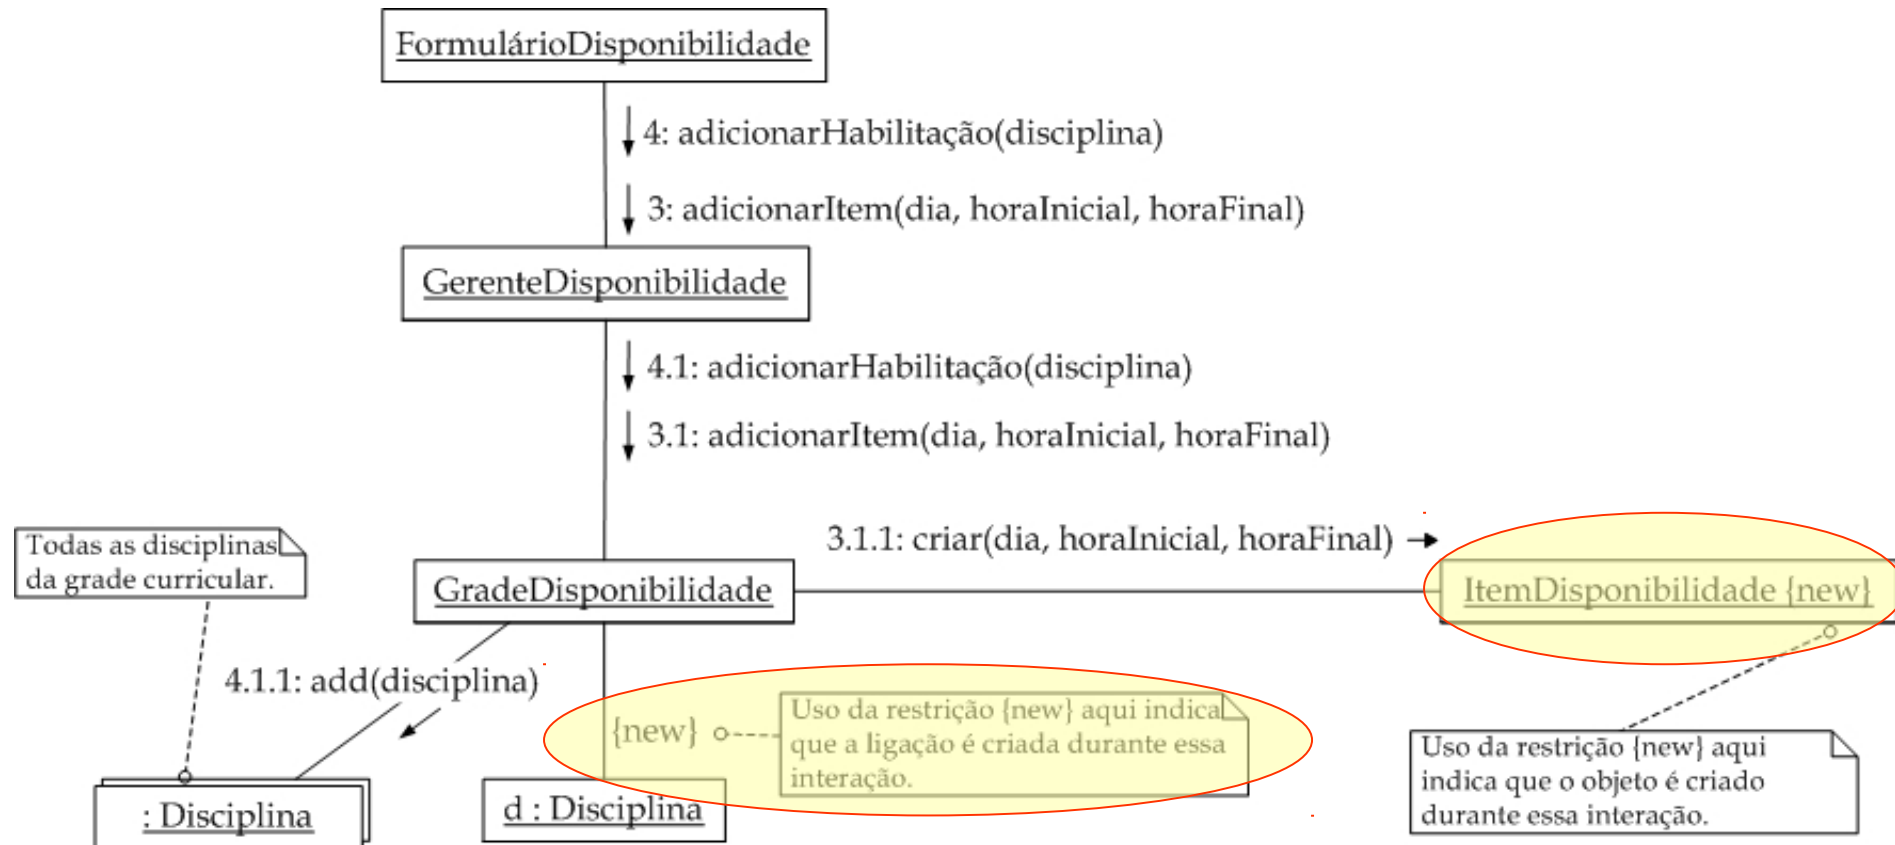 FormulárioDisponibilidade
4: adicionarHabilitação(disciplina)
3: adicionarItem(dia, horaInicial, horaFinal)
GerenteDisponibilidade
4.1: adicionarHabilitação(disciplina)
3.1: adicionarItem(dia, horaInicial, horaFinal)
Todas as disciplinas
da grade curricular.
3.1.1: criar(dia, horaInicial, horaFinal)
GradeDisponibilidade
ItemDisponibilidade {new}
4.1.1: add(disciplina)
{new}
Uso da restrição {new} aqui indica
que a ligação é criada durante essa
interação.
Uso da restrição {new} aqui
indica que o objeto é criado
durante essa interação.
: Disciplina
d : Disciplina